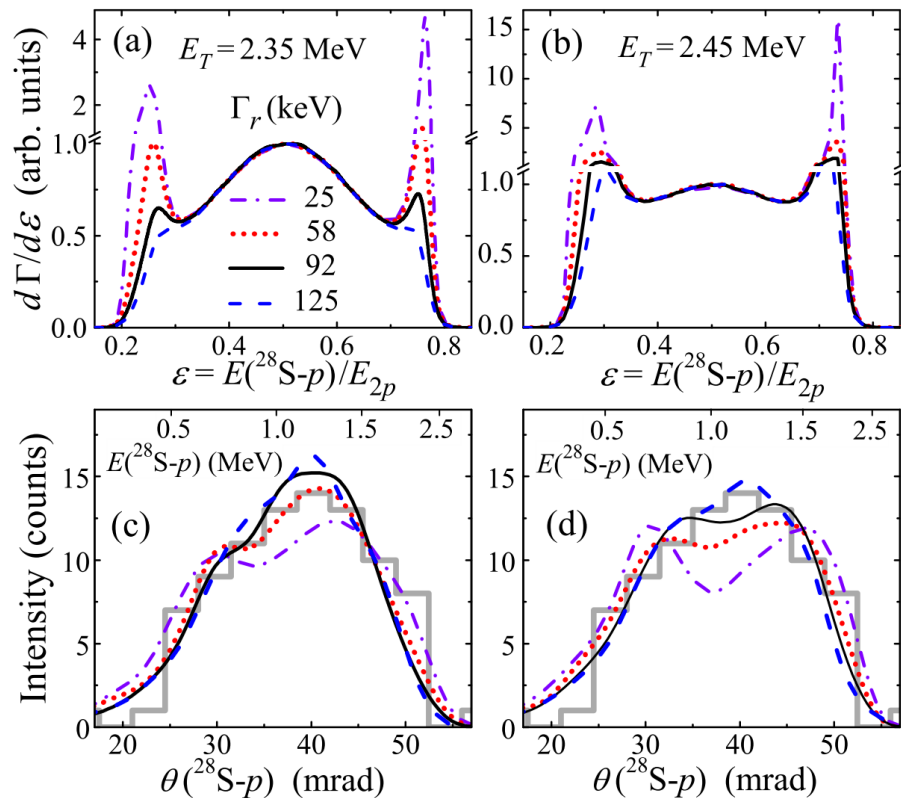 (a) E_T = 2.35 MeV
Γ_r (keV)
25
58
92
125
4
2
1.0
0.5
0.0
dΓ/dε (arb. units)
0.2 0.4 0.6 0.8
ε = E(²⁸S-p)/E_2p
(b) E_T = 2.45 MeV
15
10
5
1.0
0.5
0.0
0.2 0.4 0.6 0.8
ε = E(²⁸S-p)/E_2p
0.5 1.0 1.5 2.5
E(²⁸S-p) (MeV)
(c)
15
10
5
0
Intensity (counts)
20 30 40 50
θ(²⁸S-p) (mrad)
0.5 1.0 1.5 2.5
E(²⁸S-p) (MeV)
(d)
15
10
5
0
20 30 40 50
θ(²⁸S-p) (mrad)